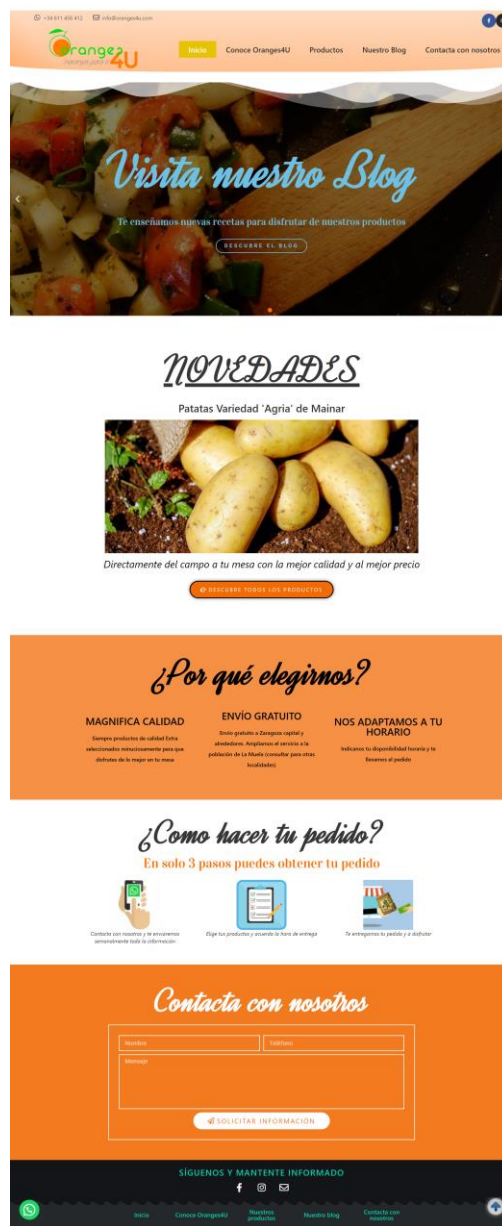 +34 611 450 412 info@oranges4u.com
Oranges
4U
naranjas para ti
Inicio Conoce Oranges4U Productos Nuestro Blog Contacta con nosotros
Visita nuestro Blog
Te enseñamos nuevas recetas para disfrutar de nuestros productos
DESCUBRE EL BLOG
NOVEDADES
Patatas Variedad 'Agria' de Mainar
Directamente del campo a tu mesa con la mejor calidad y al mejor precio
DESCUBRE TODOS LOS PRODUCTOS
¿Por qué elegirnos?
MAGNIFICA CALIDAD
Siempre productos de calidad Extra
seleccionados minuciosamente para que
disfrutes de lo mejor en tu mesa
ENVÍO GRATUITO
Envío gratuito a Zaragoza capital y
alrededores. Ampliamos el servicio a la
población de La Muela (consultar para otras
localidades)
NOS ADAPTAMOS A TU
HORARIO
Indícanos tu disponibilidad horaria y te
llevamos el pedido
¿Como hacer tu pedido?
En solo 3 pasos puedes obtener tu pedido
Contacta con nosotros y te enviaremos
semanalmente toda la información
Elige tus productos y acuerda la hora de entrega
Te entregamos tu pedido y a disfrutar
Contacta con nosotros
Nombre Teléfono
Mensaje
SOLICITAR INFORMACIÓN
SÍGUENOS Y MANTENTE INFORMADO
Inicio Conoce Oranges4U Nuestros
productos Nuestro blog Contacta con
nosotros